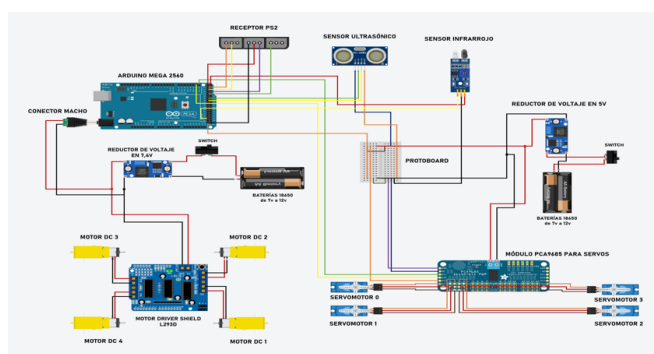 RECEPTOR PS2
SENSOR ULTRASÓNICO
SENSOR INFRARROJO
ARDUINO MEGA 2560
CONECTOR MACHO
REDUCTOR DE VOLTAJE
EN 7,4V
SWITCH
BATERÍAS 18650
de 7v a 12v
PROTOBOARD
REDUCTOR DE VOLTAJE EN 5V
SWITCH
BATERÍAS 18650
de 7v a 12v
MOTOR DC 3
MOTOR DC 2
MOTOR DRIVER SHIELD
L293D
MOTOR DC 4
MOTOR DC 1
MÓDULO PCA9685 PARA SERVOS
SERVOMOTOR 0
SERVOMOTOR 3
SERVOMOTOR 1
SERVOMOTOR 2